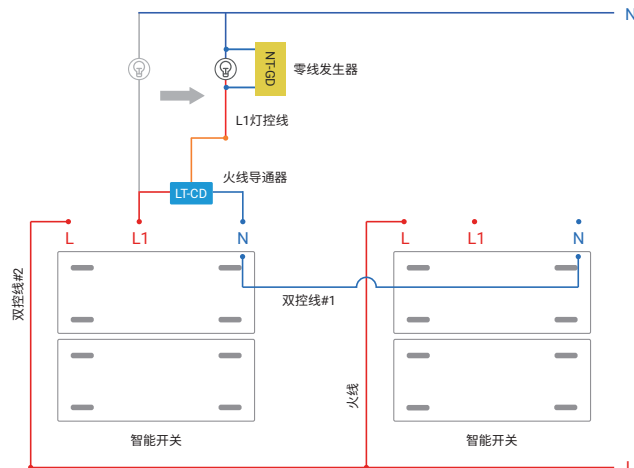 N
NT-GD
零线发生器
L1灯控线
火线导通器
LT-CD
L
L1
N
L
L1
N
双控线#2
双控线#1
火线
智能开关
智能开关
L